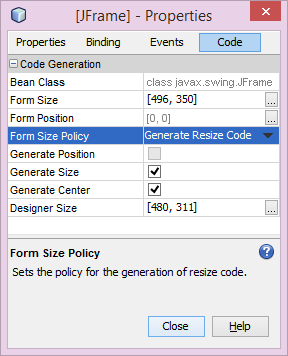 [JFrame] - Properties
Properties Binding Events Code
Code Generation
Bean Class class javax.swing.JFrame
Form Size [496, 350] ...
Form Position [0, 0] ...
Form Size Policy Generate Resize Code
Generate Position
Generate Size
Generate Center
Designer Size [480, 311] ...
Form Size Policy
Sets the policy for the generation of resize code.
Close Help